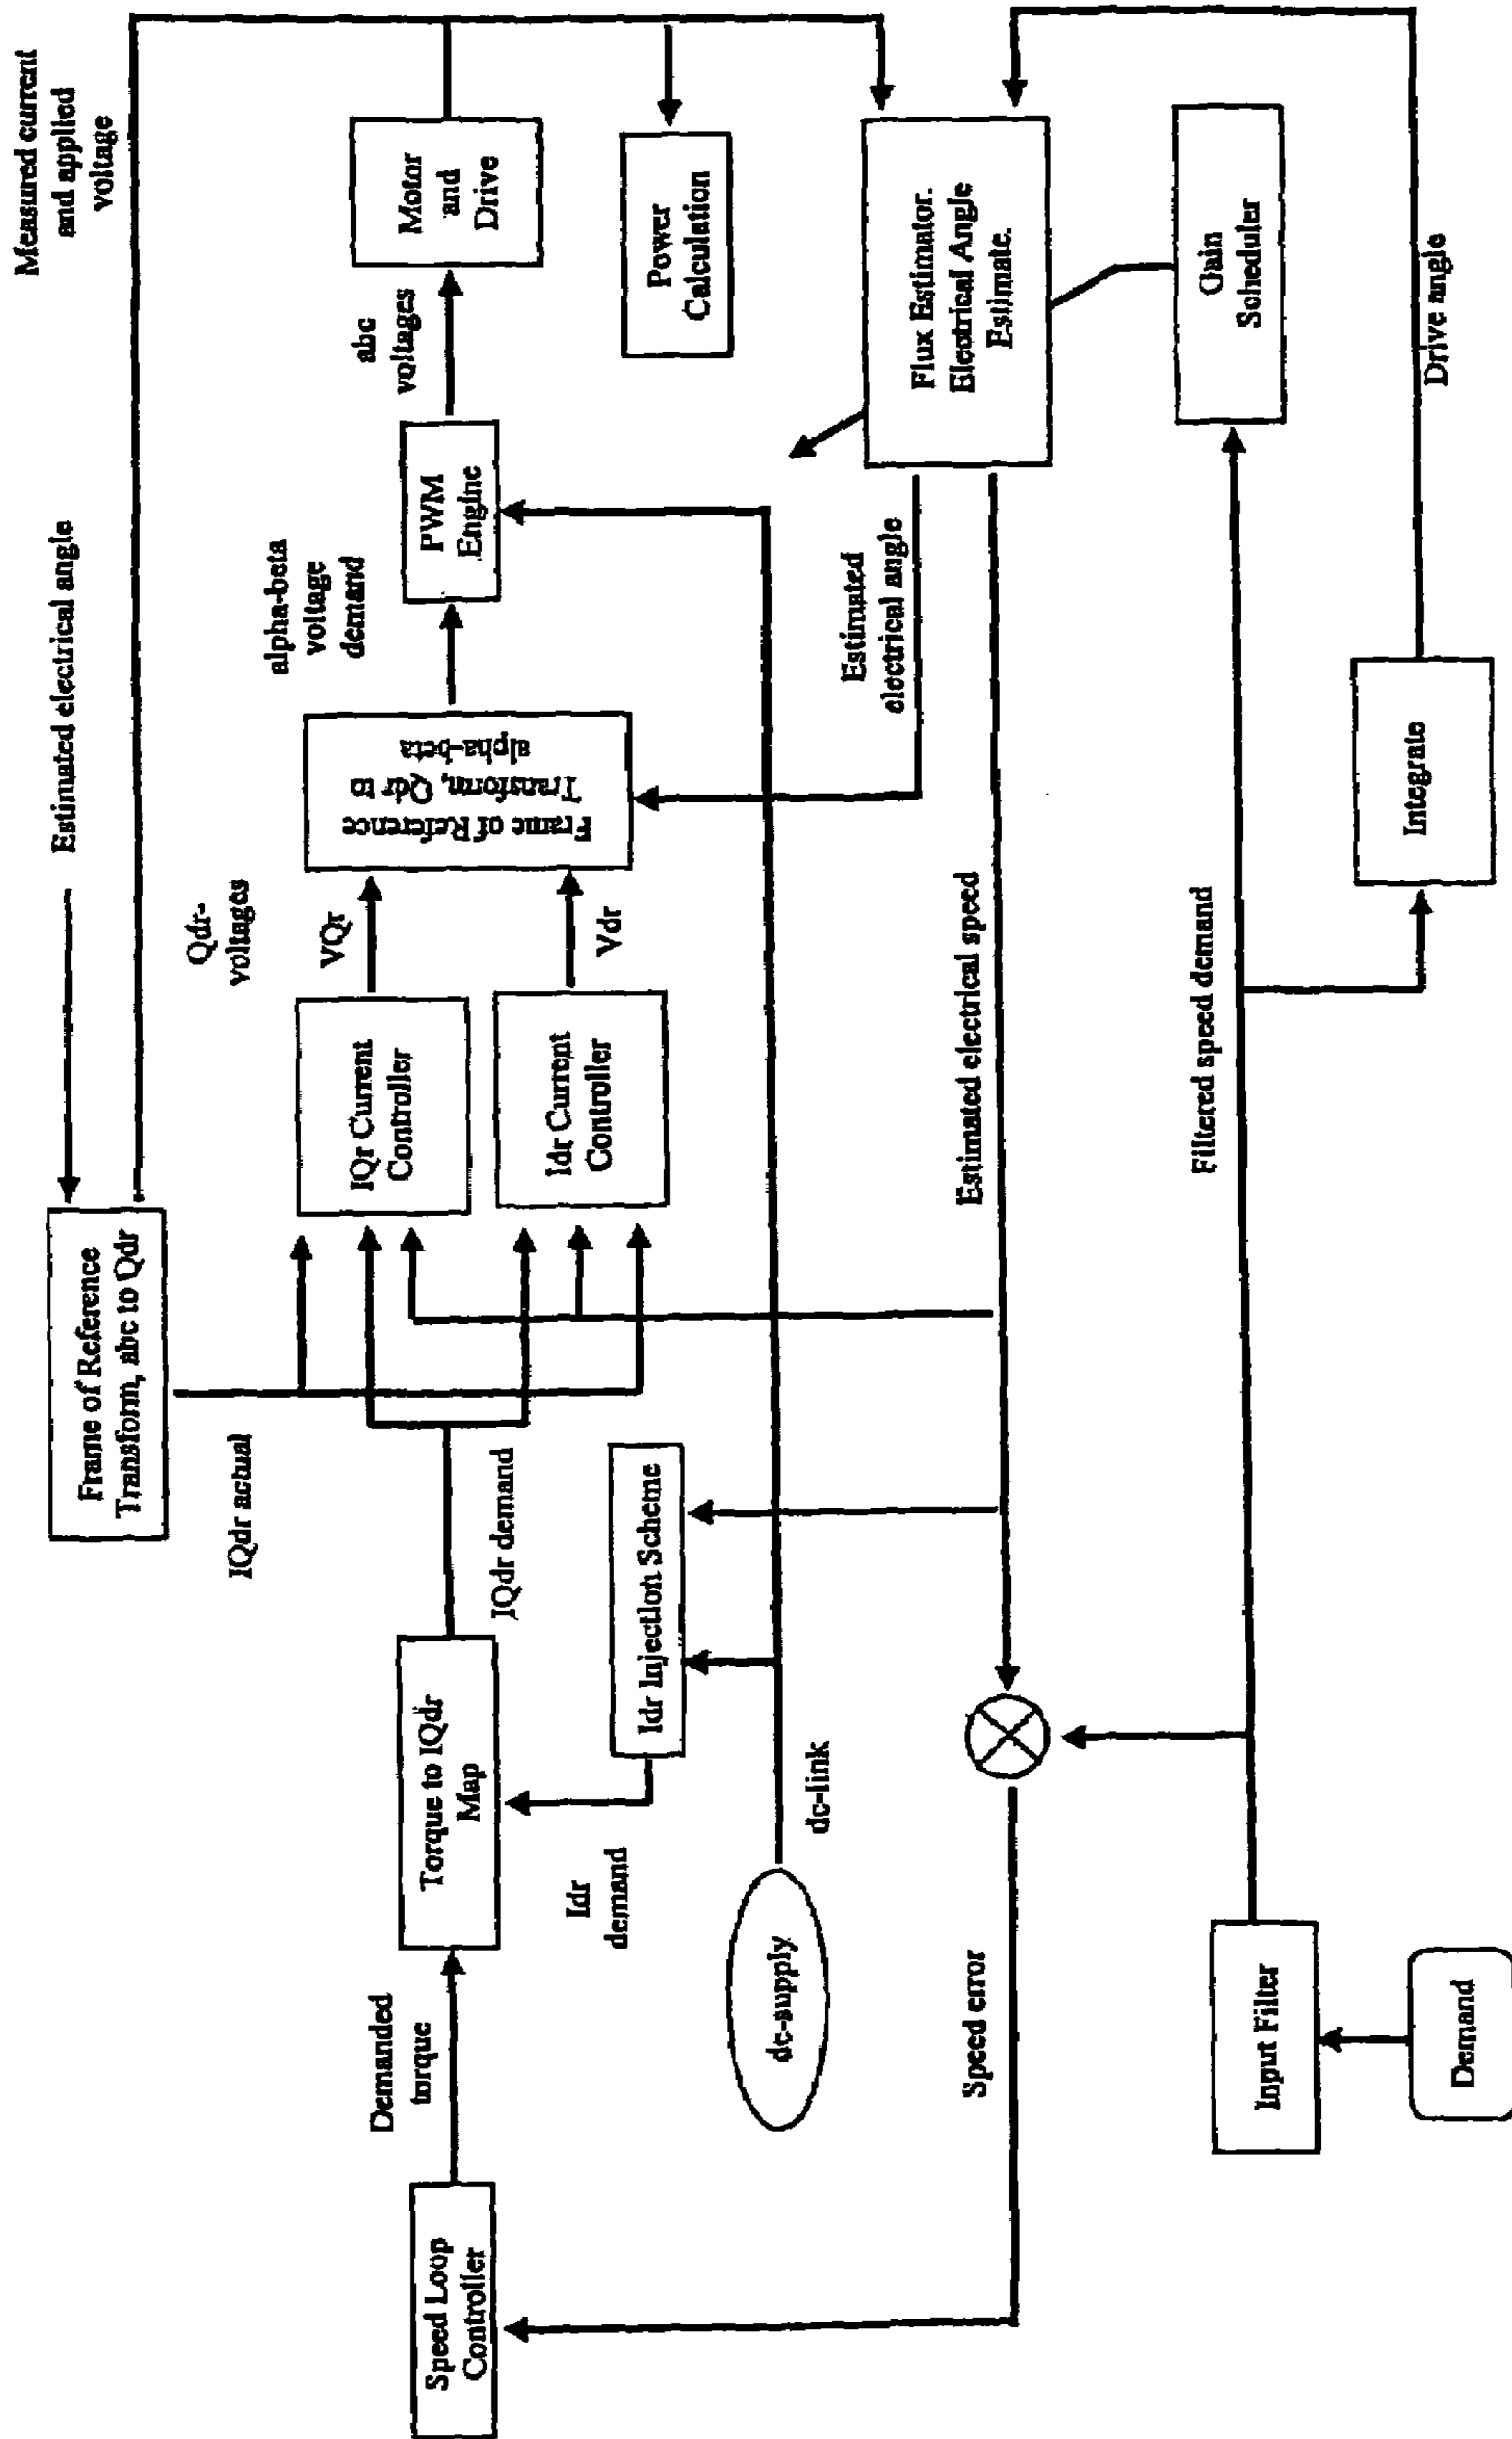 Measured current
and applied
voltage
Estimated electrical angle
Frame of Reference
Transform, abc to Qdr
IQdr actual
Qdr-
voltages
alpha-beta
voltage
demand
abc
voltages
Motor
and
Drive
PWM
Engine
Frame of Reference
Transform, Qdr to
alpha-beta
VQr
Vdr
IQr Current
Controller
Idr Current
Controller
IQdr demand
Torque to IQdr
Map
Demanded
torque
Speed Loop
Controller
Idr Injection Scheme
Idr
demand
dc-supply
dc-link
Power
Calculation
Flux Estimator.
Electrical Angle
Estimate.
Estimated
electrical angle
Estimated electrical speed
Speed error
Gain
Scheduler
Filtered speed demand
Input Filter
Demand
Integrate
Drive angle